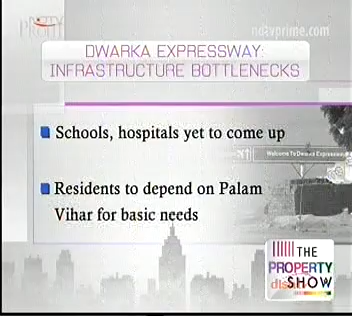 PROFIT
ndtvprime.com
DWARKA EXPRESSWAY:
INFRASTRUCTURE BOTTLENECKS
Schools, hospitals yet to come up
Welcome To Dwarka Expressway
Residents to depend on Palam
Vihar for basic needs
THE
PROPERTY
SHOW